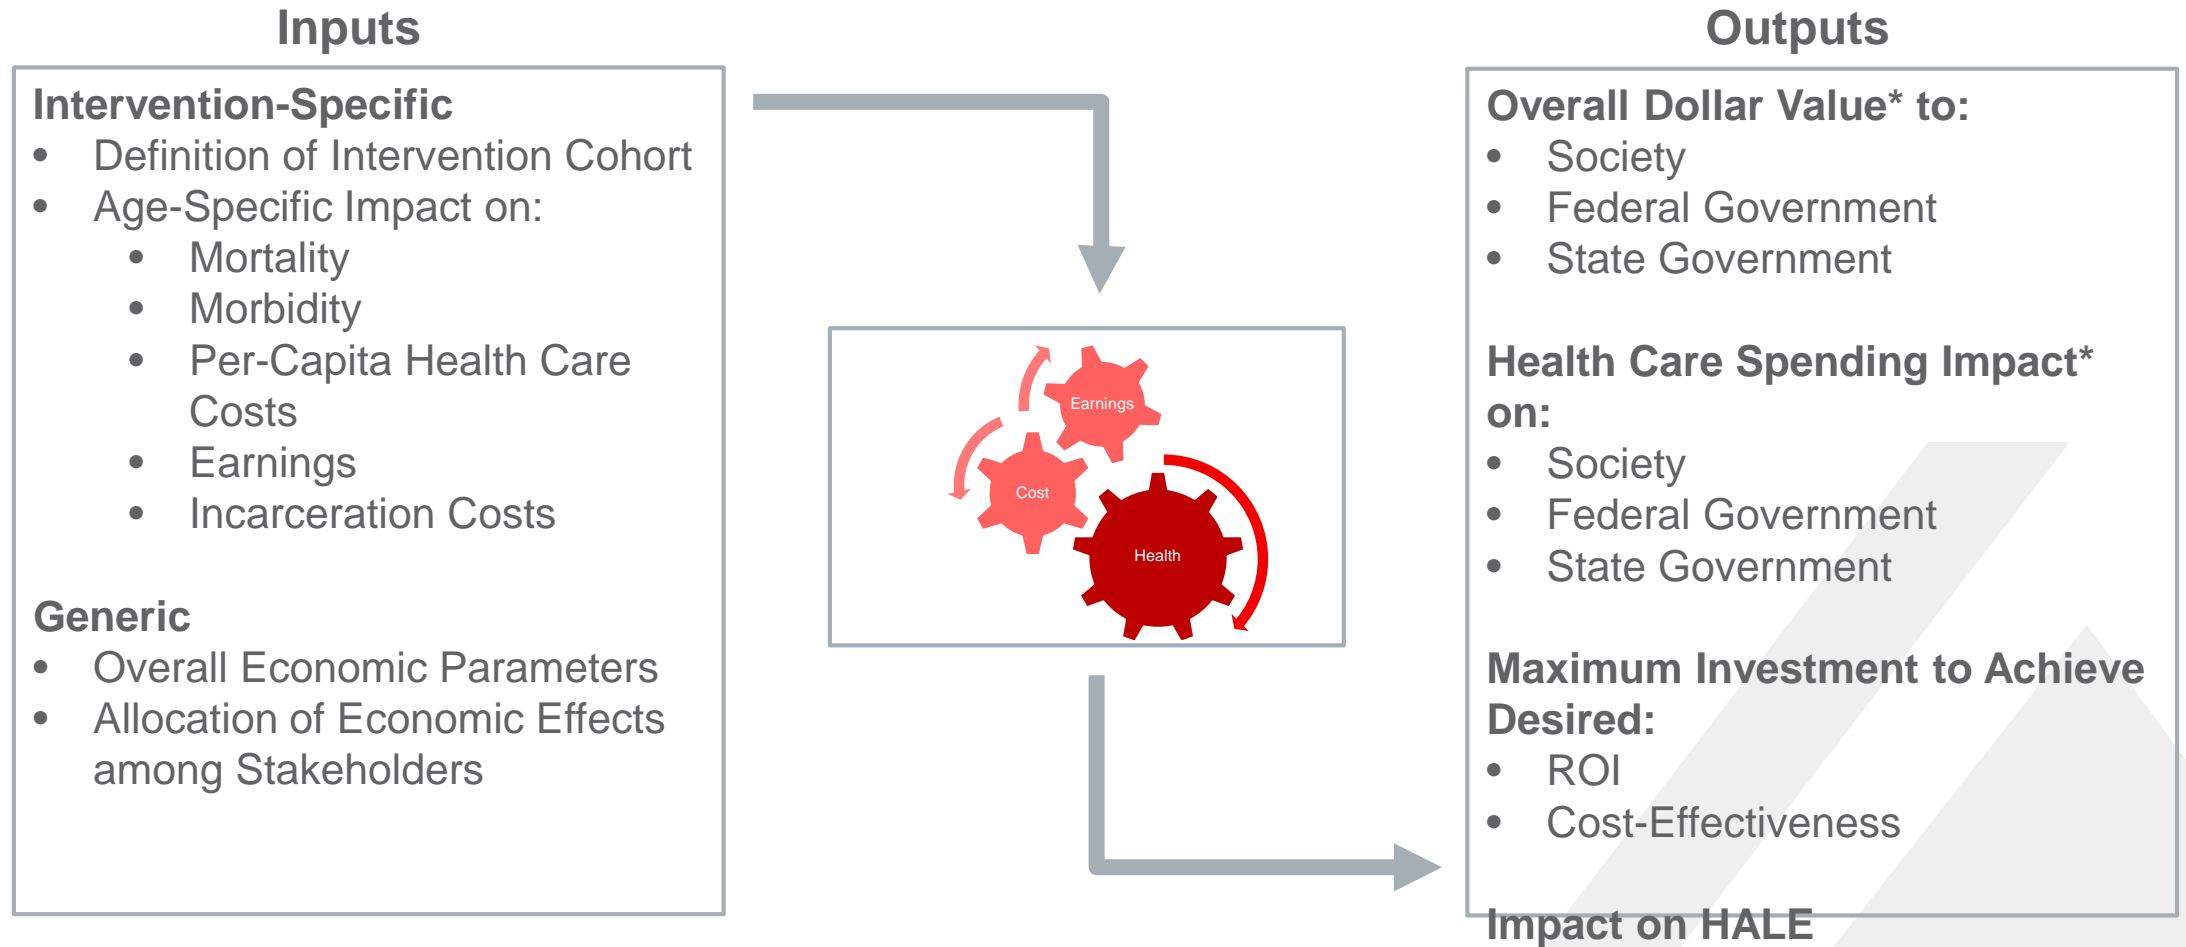 Inputs
Intervention-Specific
• Definition of Intervention Cohort
• Age-Specific Impact on:
• Mortality
• Morbidity
• Per-Capita Health Care
Costs
• Earnings
• Incarceration Costs
Generic
• Overall Economic Parameters
• Allocation of Economic Effects
among Stakeholders
Earnings
Cost
Health
Outputs
Overall Dollar Value* to:
• Society
• Federal Government
• State Government
Health Care Spending Impact*
on:
• Society
• Federal Government
• State Government
Maximum Investment to Achieve
Desired:
• ROI
• Cost-Effectiveness
Impact on HALE